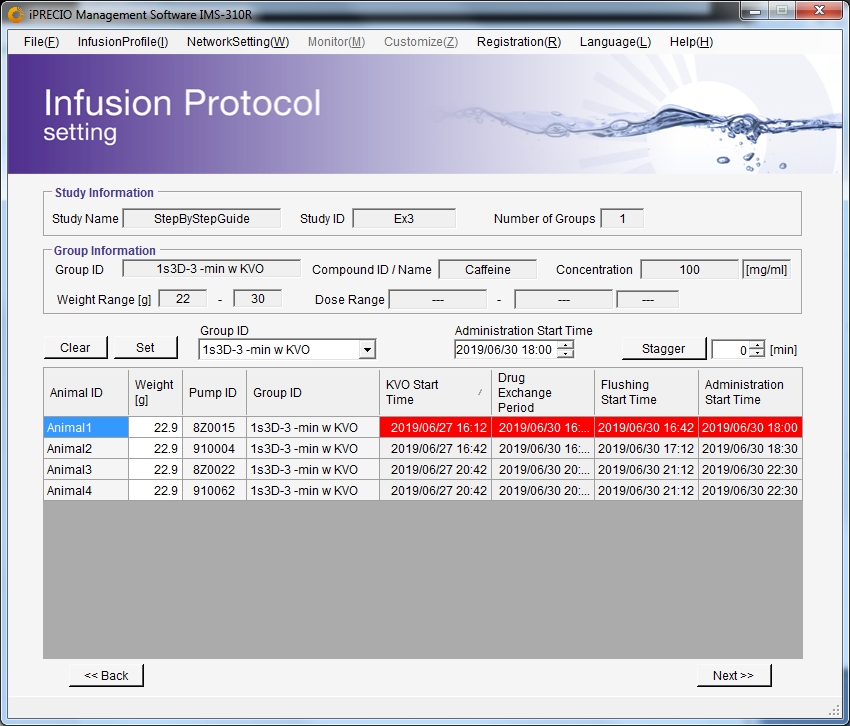 iPRECIO Management Software IMS-310R
File(F) InfusionProfile(I) NetworkSetting(W) Monitor(M) Customize(Z) Registration(R) Language(L) Help(H)
Infusion Protocol
setting
Study Information
Study Name StepByStepGuide Study ID Ex3 Number of Groups 1
Group Information
Group ID 1s3D-3 -min w KVO Compound ID / Name Caffeine Concentration 100 [mg/ml]
Weight Range [g] 22 - 30 Dose Range --- - --- ---
Group ID Administration Start Time
Clear Set 1s3D-3 -min w KVO 2019/06/30 18:00 Stagger 0 [min]
Animal ID Weight [g] Pump ID Group ID KVO Start Time Drug Exchange Period Flushing Start Time Administration Start Time
Animal1 22.9 8Z0015 1s3D-3 -min w KVO 2019/06/27 16:12 2019/06/30 16:... 2019/06/30 16:42 2019/06/30 18:00
Animal2 22.9 910004 1s3D-3 -min w KVO 2019/06/27 16:42 2019/06/30 16:... 2019/06/30 17:12 2019/06/30 18:30
Animal3 22.9 8Z0022 1s3D-3 -min w KVO 2019/06/27 20:42 2019/06/30 20:... 2019/06/30 21:12 2019/06/30 22:30
Animal4 22.9 910062 1s3D-3 -min w KVO 2019/06/27 20:42 2019/06/30 20:... 2019/06/30 21:12 2019/06/30 22:30
<< Back Next >>